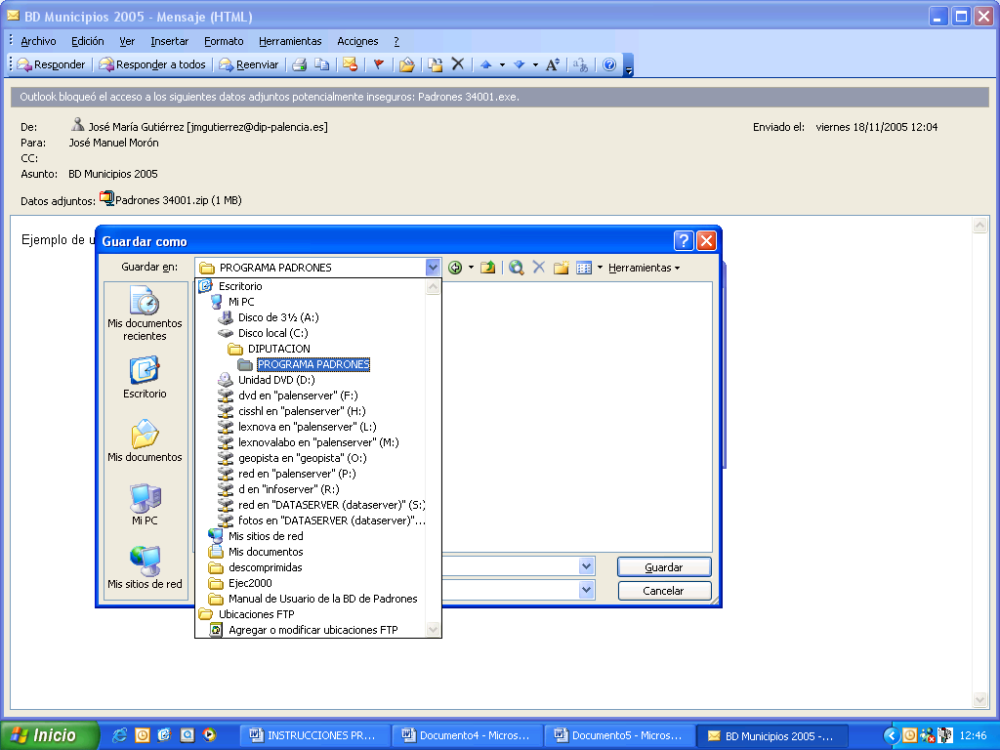 BD Municipios 2005 - Mensaje (HTML)
Archivo Edición Ver Insertar Formato Herramientas Acciones ?
Responder Responder a todos Reenviar
Outlook bloqueó el acceso a los siguientes datos adjuntos potencialmente inseguros: Padrones 34001.exe.
De: José María Gutiérrez [jmgutierrez@dip-palencia.es] Enviado el: viernes 18/11/2005 12:04
Para: José Manuel Morón
CC:
Asunto: BD Municipios 2005
Datos adjuntos: Padrones 34001.zip (1 MB)
Ejemplo de u
Guardar como
Guardar en: PROGRAMA PADRONES Herramientas
Mis documentos recientes
Escritorio
Mis documentos
Mi PC
Mis sitios de red
Escritorio
Mi PC
Disco de 3½ (A:)
Disco local (C:)
DIPUTACION
PROGRAMA PADRONES
Unidad DVD (D:)
dvd en "palenserver" (F:)
cisshl en "palenserver" (H:)
lexnova en "palenserver" (L:)
lexnovalabo en "palenserver" (M:)
geopista en "geopista" (O:)
red en "palenserver" (P:)
d en "infoserver" (R:)
red en "DATASERVER (dataserver)" (S:)
fotos en "DATASERVER (dataserver)"...
Mis sitios de red
Mis documentos
descomprimidas
Ejec2000
Manual de Usuario de la BD de Padrones
Ubicaciones FTP
Agregar o modificar ubicaciones FTP
Guardar
Cancelar
Inicio INSTRUCCIONES PR... Documento4 - Micros... Documento5 - Micros... BD Municipios 2005 -... 12:46